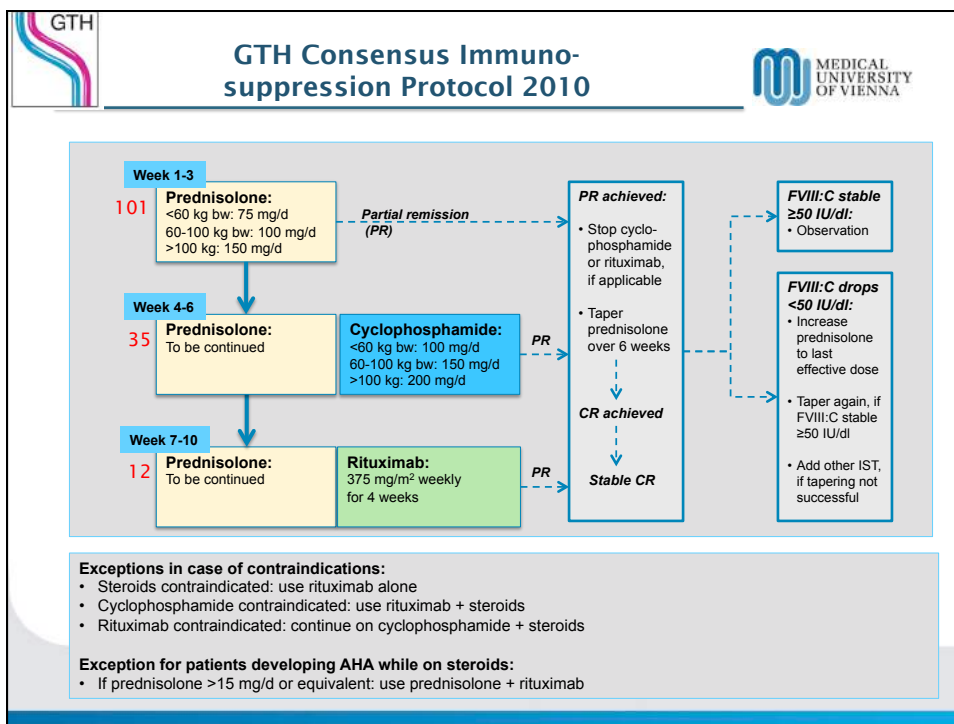 GTH
GTH Consensus Immuno-
suppression Protocol 2010
MEDICAL
UNIVERSITY
OF VIENNA
Week 1-3
101
Prednisolone:
<60 kg bw: 75 mg/d
60-100 kg bw: 100 mg/d
>100 kg: 150 mg/d
Partial remission
(PR)
Week 4-6
35
Prednisolone:
To be continued
Cyclophosphamide:
<60 kg bw: 100 mg/d
60-100 kg bw: 150 mg/d
>100 kg: 200 mg/d
PR
Week 7-10
12
Prednisolone:
To be continued
Rituximab:
375 mg/m² weekly
for 4 weeks
PR
PR achieved:
• Stop cyclo-
phosphamide
or rituximab,
if applicable
• Taper
prednisolone
over 6 weeks
CR achieved
Stable CR
FVIII:C stable
≥50 IU/dl:
• Observation
FVIII:C drops
<50 IU/dl:
• Increase
prednisolone
to last
effective dose
• Taper again, if
FVIII:C stable
≥50 IU/dl
• Add other IST,
if tapering not
successful
Exceptions in case of contraindications:
• Steroids contraindicated: use rituximab alone
• Cyclophosphamide contraindicated: use rituximab + steroids
• Rituximab contraindicated: continue on cyclophosphamide + steroids
Exception for patients developing AHA while on steroids:
• If prednisolone >15 mg/d or equivalent: use prednisolone + rituximab